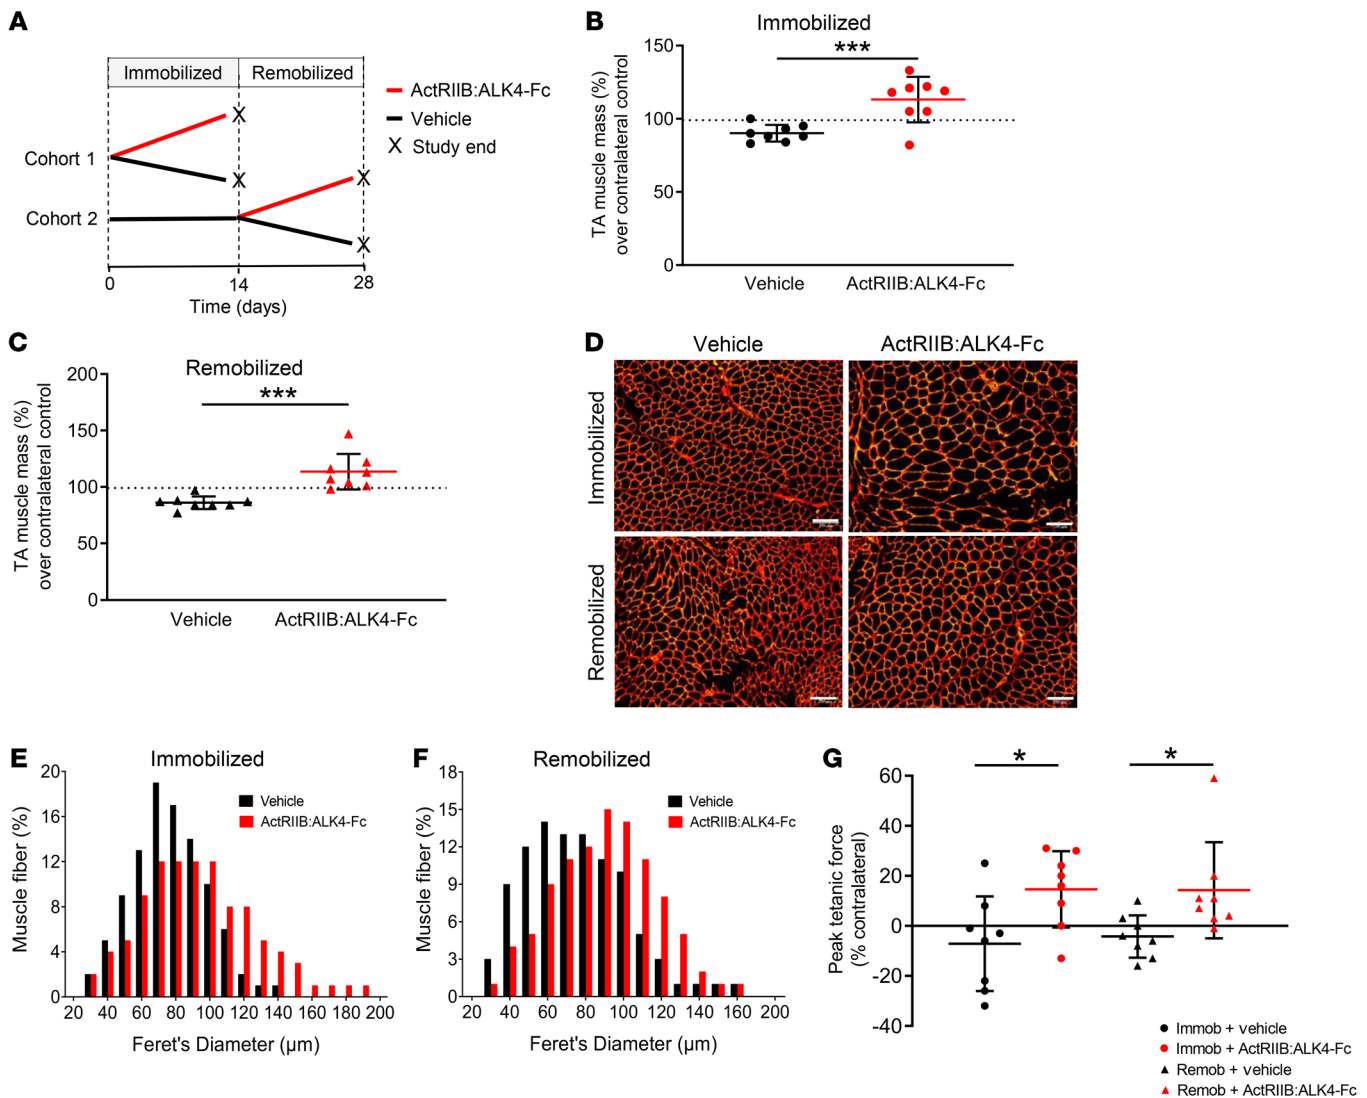 A
Immobilized
Remobilized
ActRIIB:ALK4-Fc
Vehicle
X Study end
Cohort 1
Cohort 2
X
X
X
X
0
14
28
Time (days)
B
Immobilized
***
TA muscle mass (%)
over contralateral control
150
100
50
0
Vehicle
ActRIIB:ALK4-Fc
C
Remobilized
***
TA muscle mass (%)
over contralateral control
200
150
100
50
0
Vehicle
ActRIIB:ALK4-Fc
D
Vehicle
ActRIIB:ALK4-Fc
Immobilized
Remobilized
E
Immobilized
Vehicle
ActRIIB:ALK4-Fc
Muscle fiber (%)
20
16
12
8
4
0
20 40 60 80 100 120 140 160 180 200
Feret's Diameter (µm)
F
Remobilized
Vehicle
ActRIIB:ALK4-Fc
Muscle fiber (%)
18
15
12
9
6
3
0
20 40 60 80 100 120 140 160 180 200
Feret's Diameter (µm)
G
*
*
Peak tetanic force
(% contralateral)
60
40
20
0
-20
-40
Immob + vehicle
Immob + ActRIIB:ALK4-Fc
Remob + vehicle
Remob + ActRIIB:ALK4-Fc